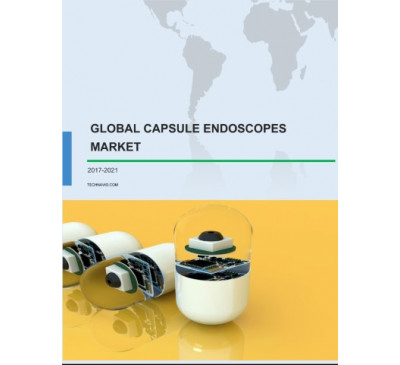 GLOBAL CAPSULE ENDOSCOPES
MARKET
2017-2021
TECHNAVIO.COM